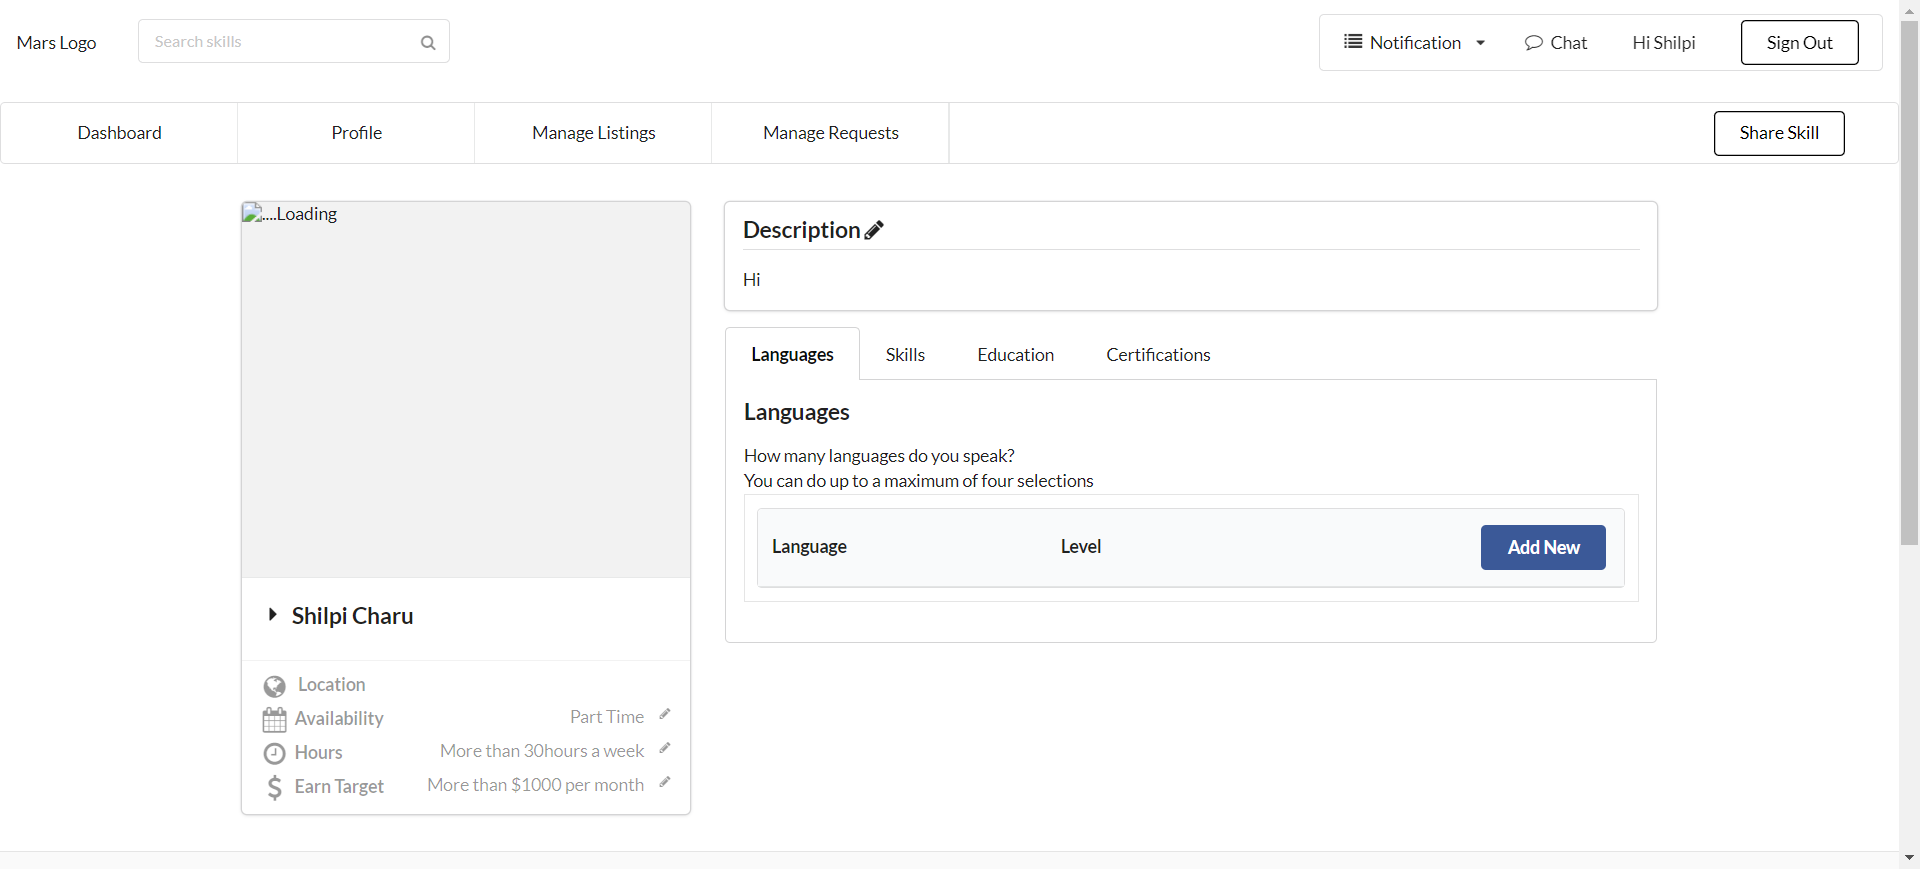 Mars Logo
Search skills
Notification
Chat
Hi Shilpi
Sign Out
Dashboard
Profile
Manage Listings
Manage Requests
Share Skill
....Loading
Shilpi Charu
Location
Availability
Part Time
Hours
More than 30hours a week
Earn Target
More than $1000 per month
Description
Hi
Languages
Skills
Education
Certifications
Languages
How many languages do you speak?
You can do up to a maximum of four selections
Language
Level
Add New